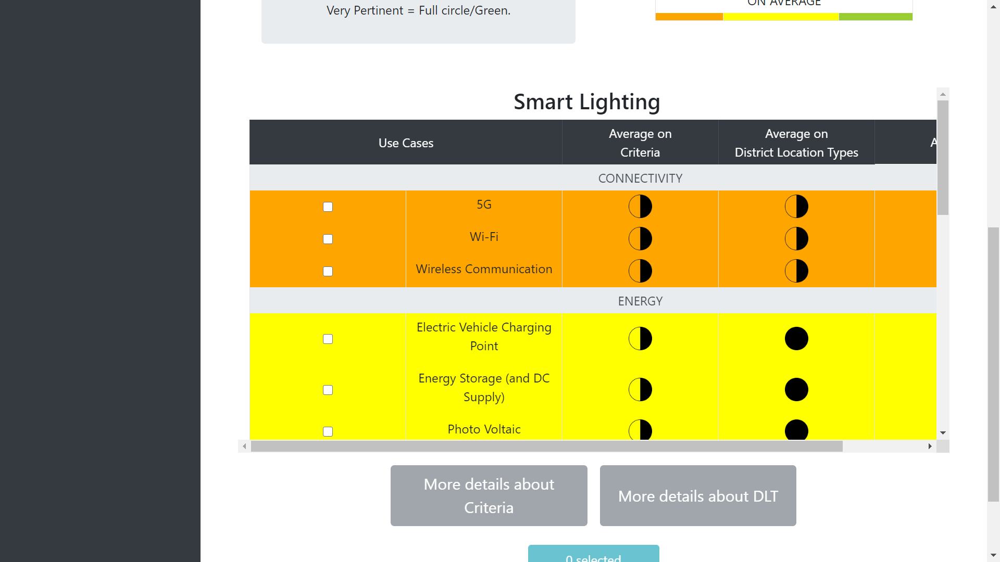 Very Pertinent = Full circle/Green.
ON AVERAGE
Smart Lighting
Use Cases
Average on
Criteria
Average on
District Location Types
A
CONNECTIVITY
5G
Wi-Fi
Wireless Communication
ENERGY
Electric Vehicle Charging
Point
Energy Storage (and DC
Supply)
Photo Voltaic
More details about
Criteria
More details about DLT
0 selected